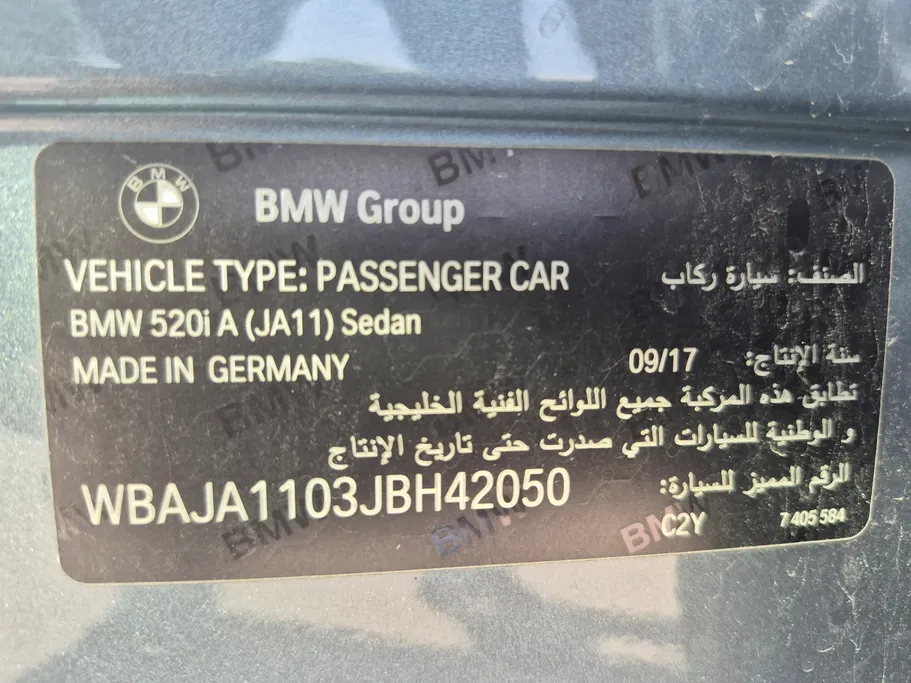 BMW
BMW Group
VEHICLE TYPE: PASSENGER CAR
الصنف: سيارة ركاب
BMW 520i A (JA11) Sedan
MADE IN GERMANY
سنة الإنتاج: 09/17
تطابق هذه المركبة جميع اللوائح الفنية الخليجية
و الوطنية للسيارات التي صدرت حتى تاريخ الإنتاج
الرقم المميز للسيارة:
WBAJA1103JBH42050
C2Y 7 405 584